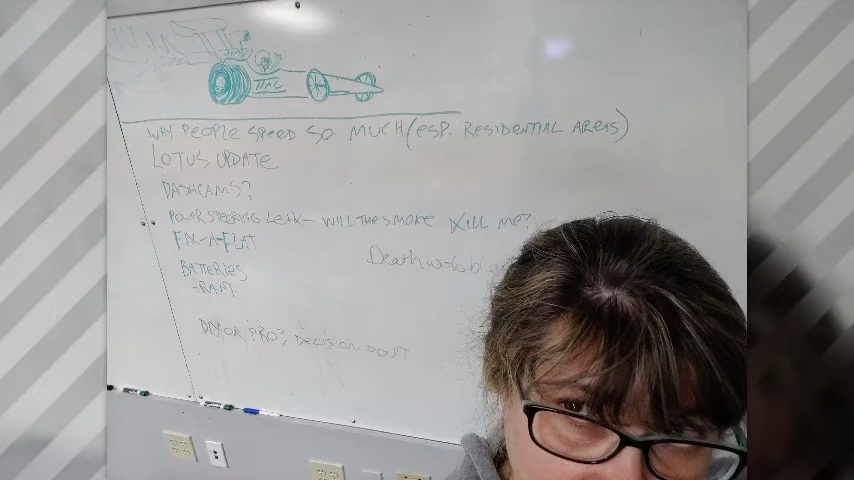 TTAC
WHY PEOPLE SPEED SO MUCH (ESP. RESIDENTIAL AREAS)
LOTUS UPDATE
DASHCAMS?
POWER STEERING LEAK - WILL THE SMOKE KILL ME?
FIX-A-FLAT
Death
BATTERIES
-RANT
DIY OR PRO? DECISION POINT